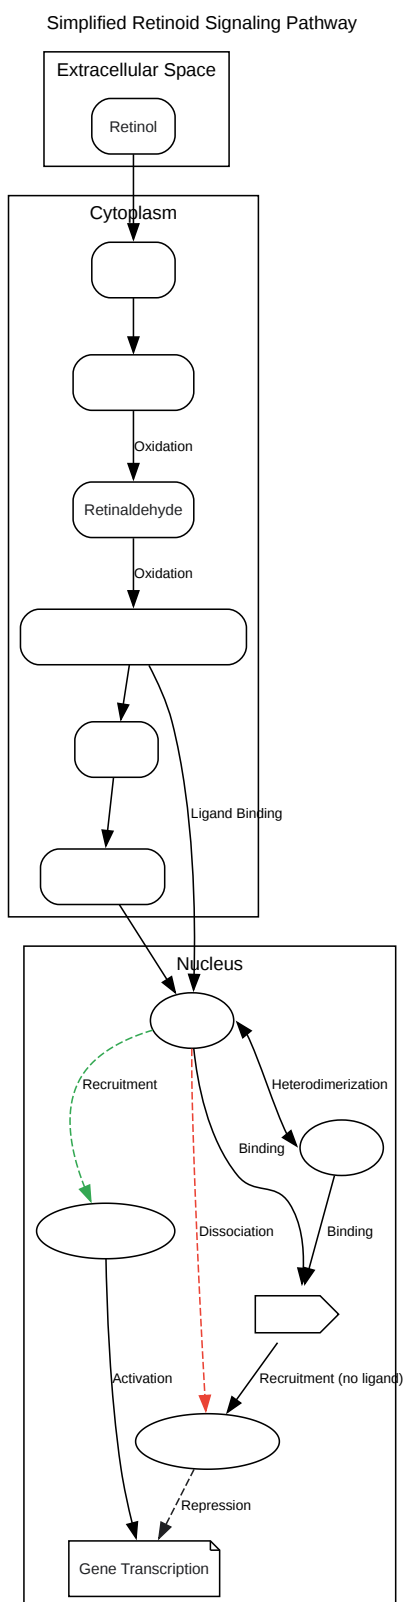 Simplified Retinoid Signaling Pathway
Extracellular Space
Retinol
Cytoplasm
Oxidation
Retinaldehyde
Oxidation
Ligand Binding
Nucleus
Recruitment
Heterodimerization
Binding
Dissociation
Binding
Activation
Recruitment (no ligand)
Repression
Gene Transcription